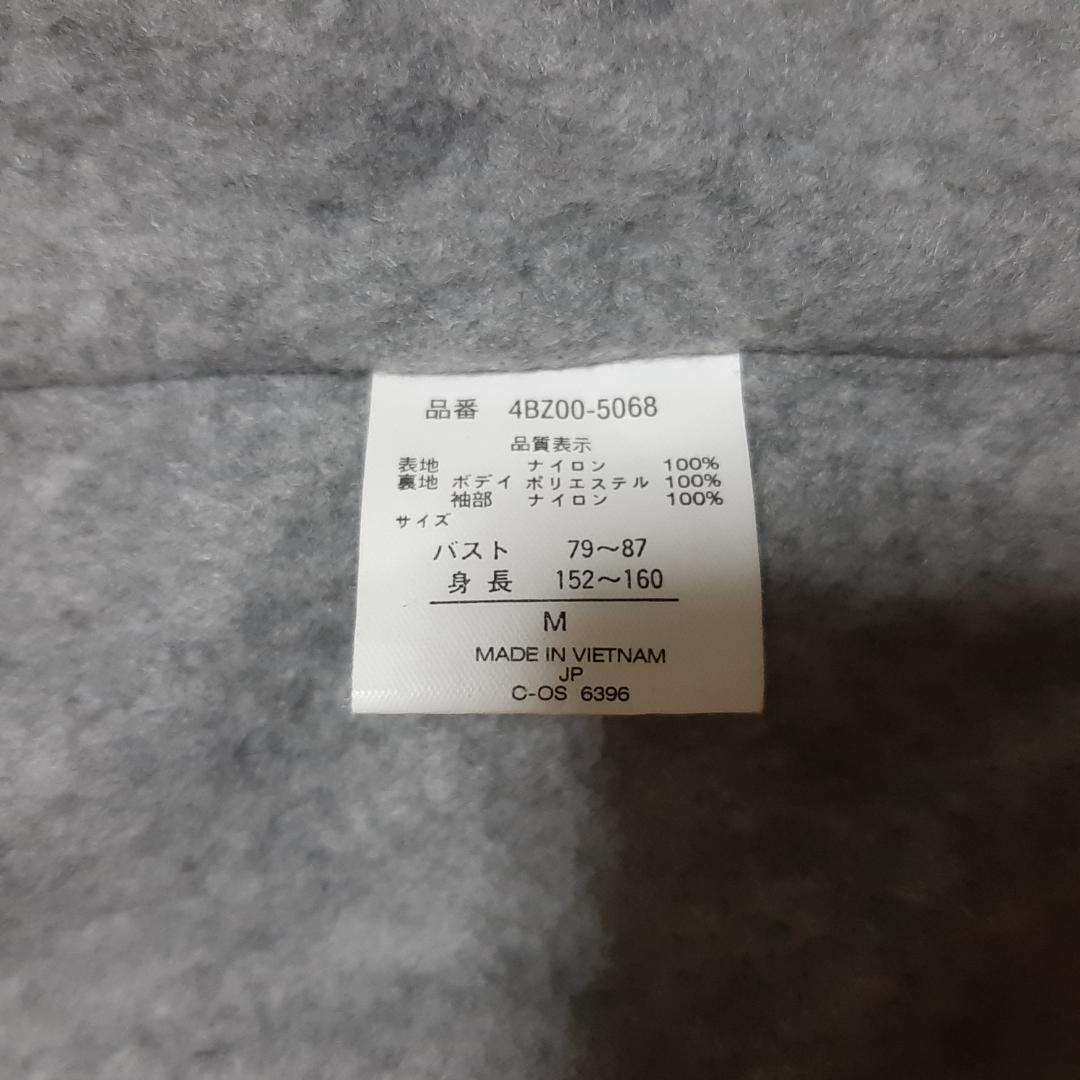 品番 4BZ00-5068
品質表示
表地 ナイロン 100%
裏地 ボデイ ポリエステル 100%
袖部 ナイロン 100%
サイズ
バスト 79～87
身長 152～160
M
MADE IN VIETNAM
JP
C-OS 6396